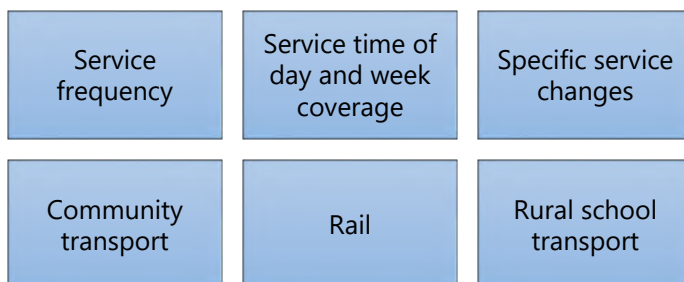 Service
frequency
Service time of
day and week
coverage
Specific service
changes
Community
transport
Rail
Rural school
transport